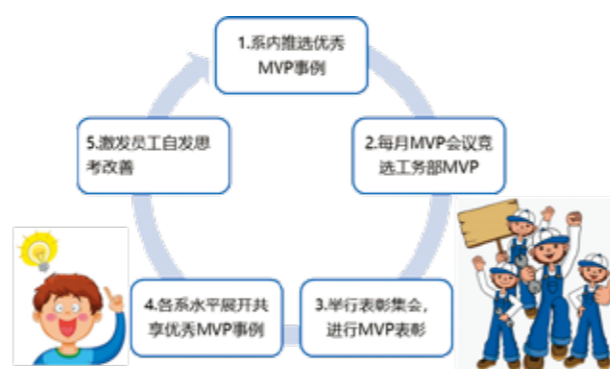 1.系内推选优秀
MVP事例
2.每月MVP会议竞
选工务部MVP
3.举行表彰集会，
进行MVP表彰
4.各系水平展开共
享优秀MVP事例
5.激发员工自发思
考改善